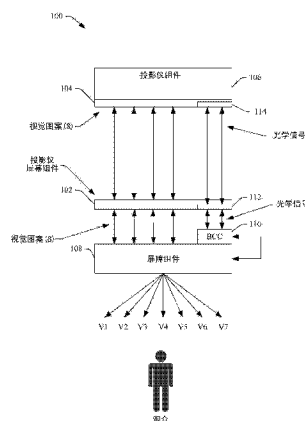 100
投影仪组件
104
106
114
视觉图案(S)
光学信号
投影仪
屏幕组件
102
112
光学信号
视觉图案(S)
110
BCC
108
屏障组件
V1 V2 V3 V4 V5 V6 V7
观众